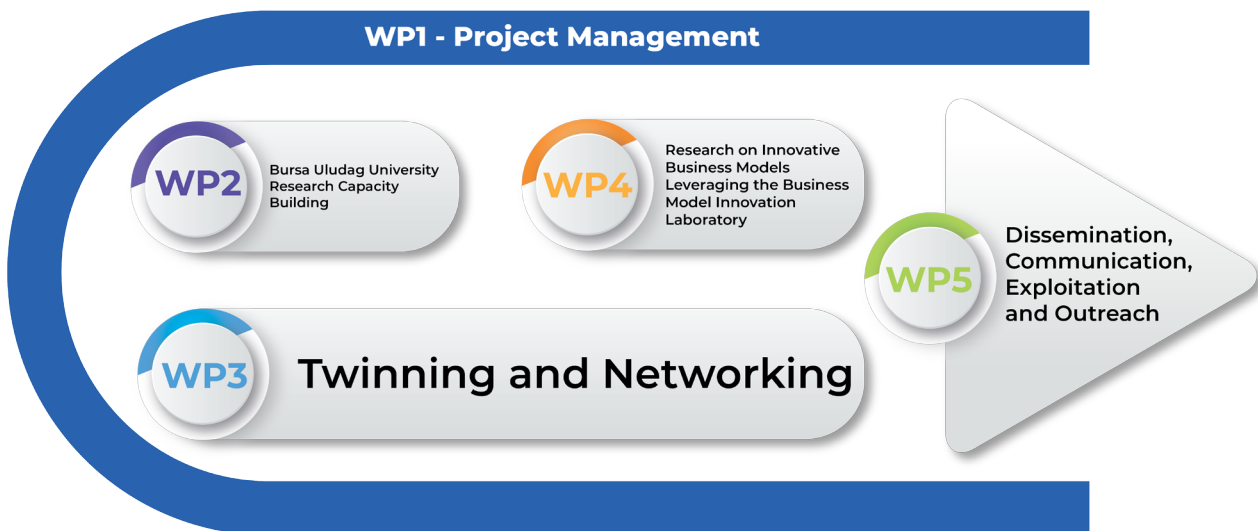 WP1 - Project Management
WP2
Bursa Uludag University
Research Capacity
Building
WP4
Research on Innovative
Business Models
Leveraging the Business
Model Innovation
Laboratory
WP3
Twinning and Networking
WP5
Dissemination,
Communication,
Exploitation
and Outreach